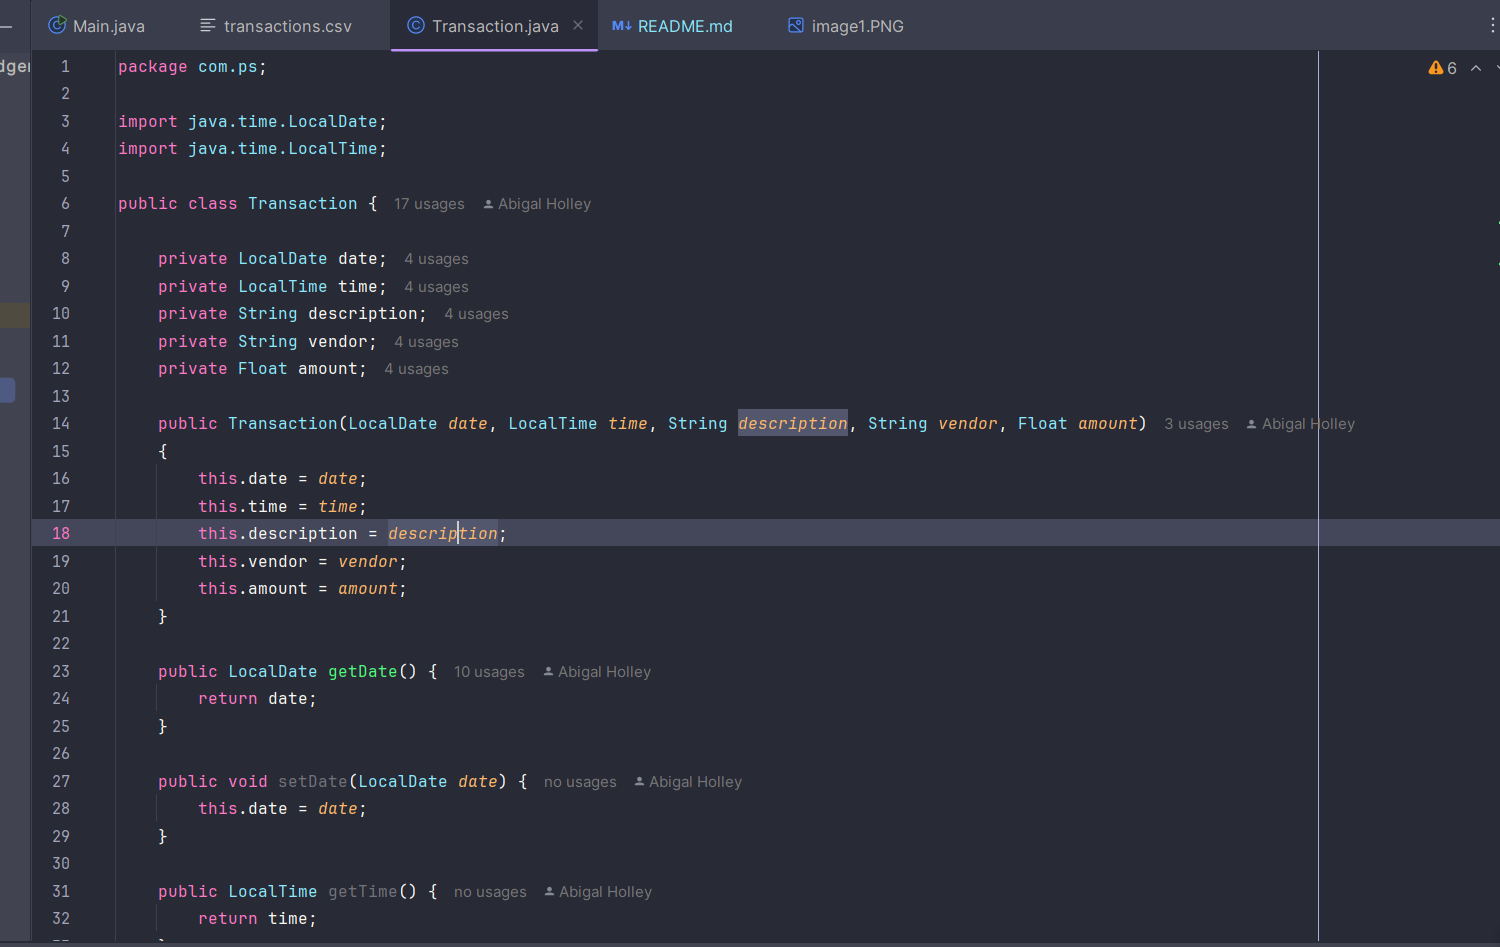 Main.java transactions.csv Transaction.java README.md image1.PNG
6
1 package com.ps;
2
3 import java.time.LocalDate;
4 import java.time.LocalTime;
5
6 public class Transaction { 17 usages Abigal Holley
7
8 private LocalDate date; 4 usages
9 private LocalTime time; 4 usages
10 private String description; 4 usages
11 private String vendor; 4 usages
12 private Float amount; 4 usages
13
14 public Transaction(LocalDate date, LocalTime time, String description, String vendor, Float amount) 3 usages Abigal Holley
15 {
16 this.date = date;
17 this.time = time;
18 this.description = description;
19 this.vendor = vendor;
20 this.amount = amount;
21 }
22
23 public LocalDate getDate() { 10 usages Abigal Holley
24 return date;
25 }
26
27 public void setDate(LocalDate date) { no usages Abigal Holley
28 this.date = date;
29 }
30
31 public LocalTime getTime() { no usages Abigal Holley
32 return time;